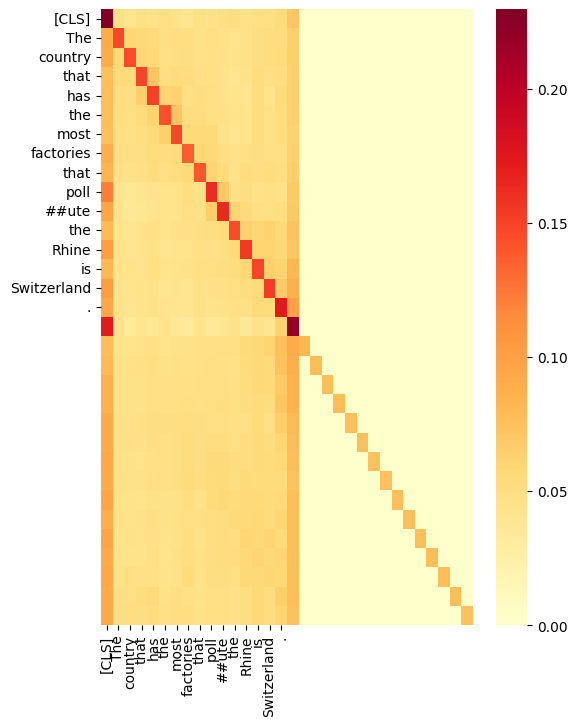 [CLS]
The
country
that
has
the
most
factories
that
poll
##ute
the
Rhine
is
Switzerland
.
0.20
0.15
0.10
0.05
0.00
[CLS]
The
country
that
has
the
most
factories
that
poll
##ute
the
Rhine
is
Switzerland
.